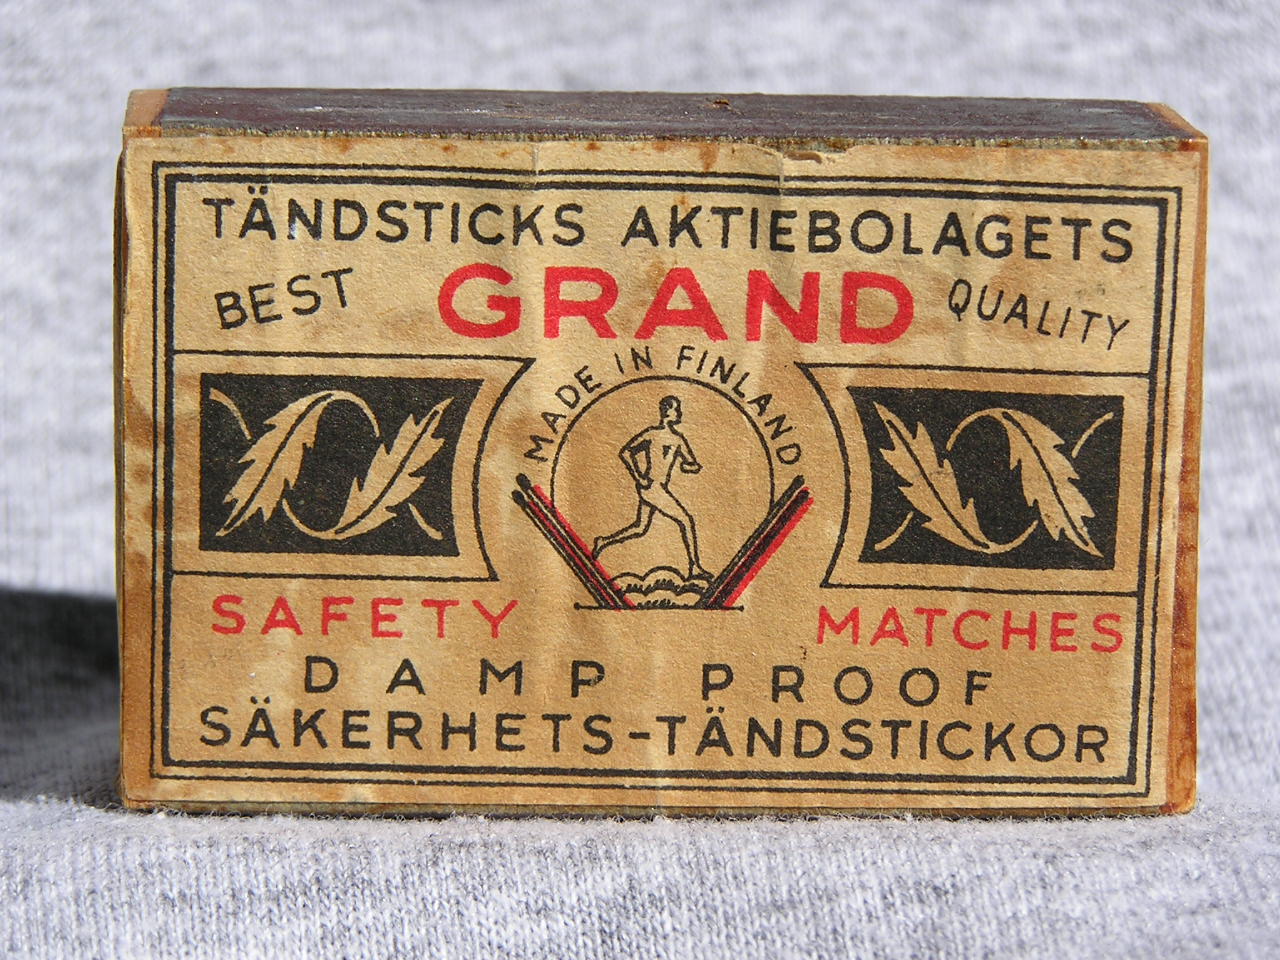 TÄNDSTICKS AKTIEBOLAGETS
BEST GRAND QUALITY
MADE IN FINLAND
SAFETY MATCHES
DAMP PROOF
SÄKERHETS-TÄNDSTICKOR